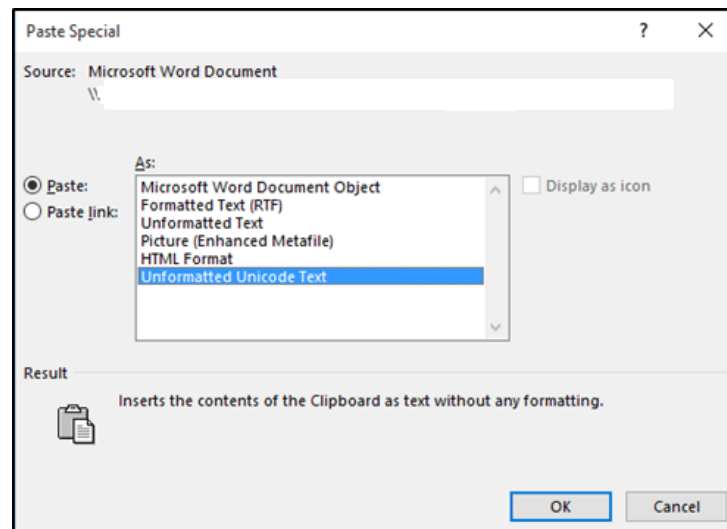 Paste Special ? ×
Source: Microsoft Word Document
\\.
As:
Paste:
Paste link:
Microsoft Word Document Object
Formatted Text (RTF)
Unformatted Text
Picture (Enhanced Metafile)
HTML Format
Unformatted Unicode Text
Display as icon
Result
Inserts the contents of the Clipboard as text without any formatting.
OK Cancel